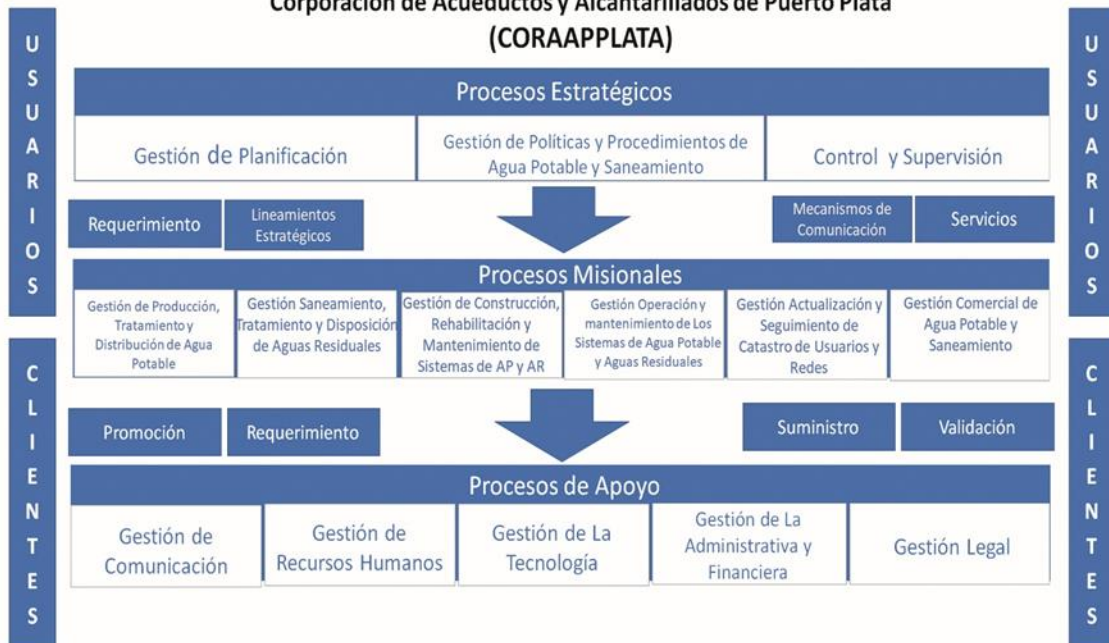 Corporación de Acueductos y Alcantarillados de Puerto Plata
(CORAAPPLATA)
USUARIOS
CLIENTES
Procesos Estratégicos
Gestión de Planificación
Gestión de Políticas y Procedimientos de
Agua Potable y Saneamiento
Control y Supervisión
Requerimiento
Lineamientos
Estratégicos
Mecanismos de
Comunicación
Servicios
Procesos Misionales
Gestión de Producción,
Tratamiento y
Distribución de Agua
Potable
Gestión Saneamiento,
Tratamiento y Disposición
de Aguas Residuales
Gestión de Construcción,
Rehabilitación y
Mantenimiento de
Sistemas de AP y AR
Gestión Operación y
mantenimiento de Los
Sistemas de Agua Potable
y Aguas Residuales
Gestión Actualización y
Seguimiento de
Catastro de Usuarios y
Redes
Gestión Comercial de
Agua Potable y
Saneamiento
Promoción
Requerimiento
Suministro
Validación
Procesos de Apoyo
Gestión de
Comunicación
Gestión de
Recursos Humanos
Gestión de La
Tecnología
Gestión de La
Administrativa y
Financiera
Gestión Legal
USUARIOS
CLIENTES